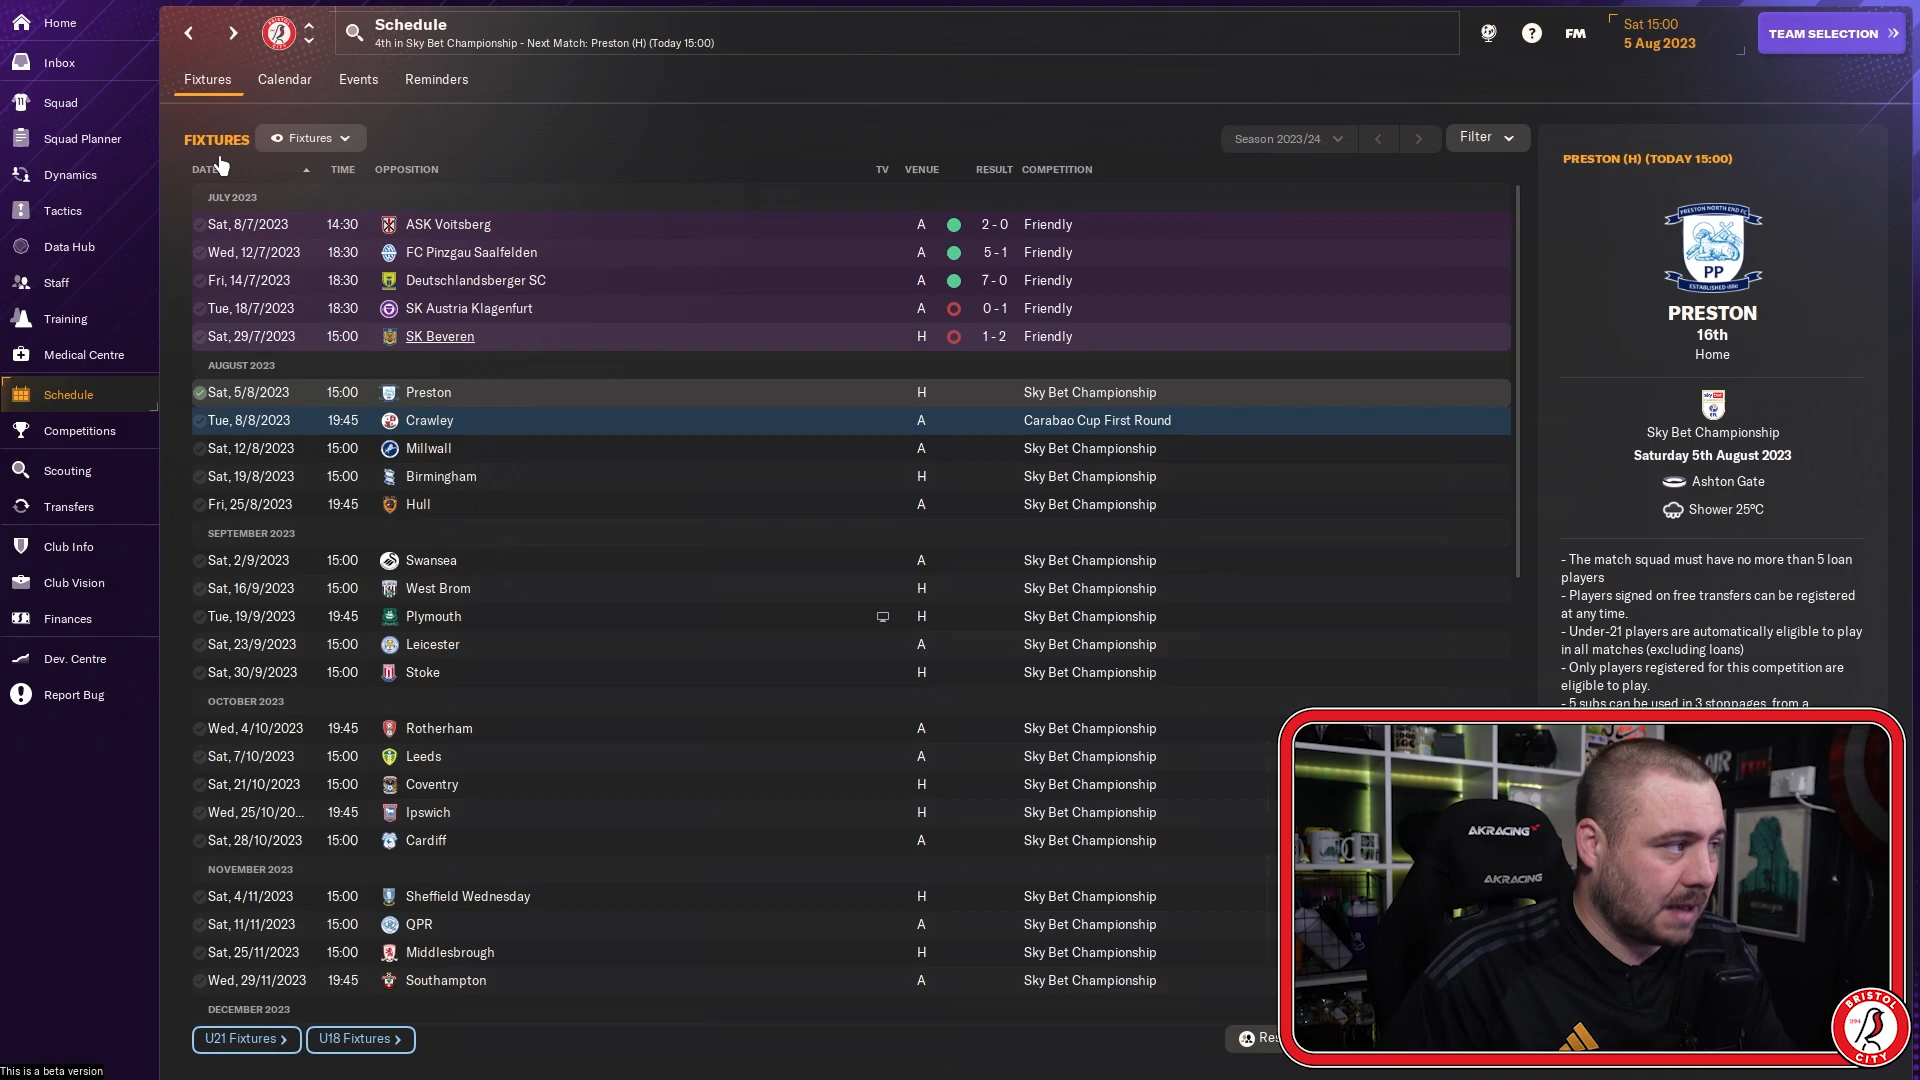 Home
Inbox
Squad
Squad Planner
Dynamics
Tactics
Data Hub
Staff
Training
Medical Centre
Schedule
Competitions
Scouting
Transfers
Club Info
Club Vision
Finances
Dev. Centre
Report Bug
This is a beta version
Schedule
4th in Sky Bet Championship - Next Match: Preston (H) (Today 15:00)
FM
Sat 15:00
5 Aug 2023
TEAM SELECTION
Fixtures Calendar Events Reminders
FIXTURES Fixtures Season 2023/24 Filter
DATE TIME OPPOSITION TV VENUE RESULT COMPETITION
JULY 2023
Sat, 8/7/2023 14:30 ASK Voitsberg A 2 - 0 Friendly
Wed, 12/7/2023 18:30 FC Pinzgau Saalfelden A 5 - 1 Friendly
Fri, 14/7/2023 18:30 Deutschlandsberger SC A 7 - 0 Friendly
Tue, 18/7/2023 18:30 SK Austria Klagenfurt A 0 - 1 Friendly
Sat, 29/7/2023 15:00 SK Beveren H 1 - 2 Friendly
AUGUST 2023
Sat, 5/8/2023 15:00 Preston H Sky Bet Championship
Tue, 8/8/2023 19:45 Crawley A Carabao Cup First Round
Sat, 12/8/2023 15:00 Millwall A Sky Bet Championship
Sat, 19/8/2023 15:00 Birmingham H Sky Bet Championship
Fri, 25/8/2023 19:45 Hull A Sky Bet Championship
SEPTEMBER 2023
Sat, 2/9/2023 15:00 Swansea A Sky Bet Championship
Sat, 16/9/2023 15:00 West Brom H Sky Bet Championship
Tue, 19/9/2023 19:45 Plymouth H Sky Bet Championship
Sat, 23/9/2023 15:00 Leicester A Sky Bet Championship
Sat, 30/9/2023 15:00 Stoke H Sky Bet Championship
OCTOBER 2023
Wed, 4/10/2023 19:45 Rotherham A Sky Bet Championship
Sat, 7/10/2023 15:00 Leeds A Sky Bet Championship
Sat, 21/10/2023 15:00 Coventry H Sky Bet Championship
Wed, 25/10/20... 19:45 Ipswich H Sky Bet Championship
Sat, 28/10/2023 15:00 Cardiff A Sky Bet Championship
NOVEMBER 2023
Sat, 4/11/2023 15:00 Sheffield Wednesday H Sky Bet Championship
Sat, 11/11/2023 15:00 QPR A Sky Bet Championship
Sat, 25/11/2023 15:00 Middlesbrough H Sky Bet Championship
Wed, 29/11/2023 19:45 Southampton A Sky Bet Championship
DECEMBER 2023
U21 Fixtures U18 Fixtures
Res
PRESTON (H) (TODAY 15:00)
PRESTON NORTH END FC
PP
ESTABLISHED 1880
PRESTON
16th
Home
sky bet
EFL
Sky Bet Championship
Saturday 5th August 2023
Ashton Gate
Shower 25°C
- The match squad must have no more than 5 loan
players
- Players signed on free transfers can be registered
at any time.
- Under-21 players are automatically eligible to play
in all matches (excluding loans)
- Only players registered for this competition are
eligible to play.
- 5 subs can be used in 3 stoppages, from a
AKRACING
AKRACING
BRISTOL
1894
CITY